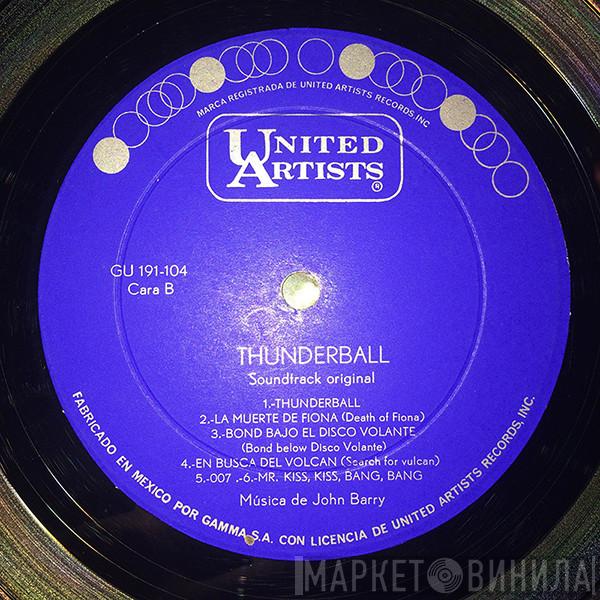 MARCA REGISTRADA DE UNITED ARTISTS RECORDS, INC
UNITED
ARTISTS
®
GU 191-104
Cara B
THUNDERBALL
Soundtrack original
1.-THUNDERBALL
2.-LA MUERTE DE FIONA (Death of Fiona)
3.-BOND BAJO EL DISCO VOLANTE
(Bond below Disco Volante)
4.-EN BUSCA DEL VOLCAN (Search for vulcan)
5.-007 .-6.-MR. KISS, KISS, BANG, BANG
Música de John Barry
FABRICADO EN MEXICO POR GAMMA S.A. CON LICENCIA DE UNITED ARTISTS RECORDS, INC.
МАРКЕТ ВИНИЛА